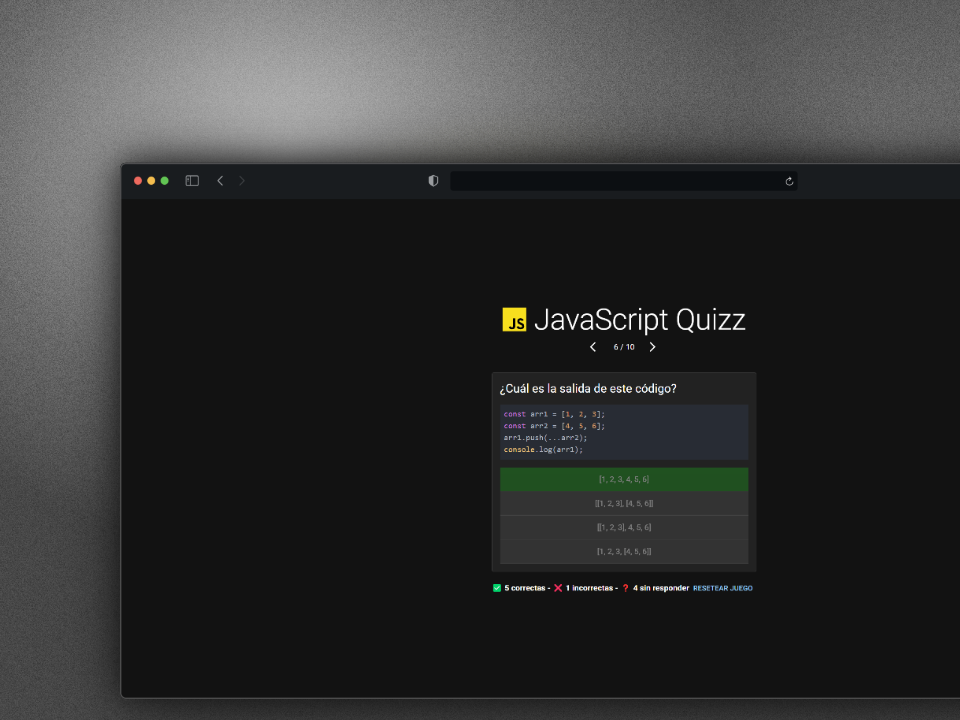 JS JavaScript Quizz
6 / 10
¿Cuál es la salida de este código?
const arr1 = [1, 2, 3];
const arr2 = [4, 5, 6];
arr1.push(...arr2);
console.log(arr1);
[1, 2, 3, 4, 5, 6]
[[1, 2, 3], [4, 5, 6]]
[[1, 2, 3], 4, 5, 6]
[1, 2, 3, [4, 5, 6]]
✅ 5 correctas - ❌ 1 incorrectas - ❓ 4 sin responder RESETEAR JUEGO